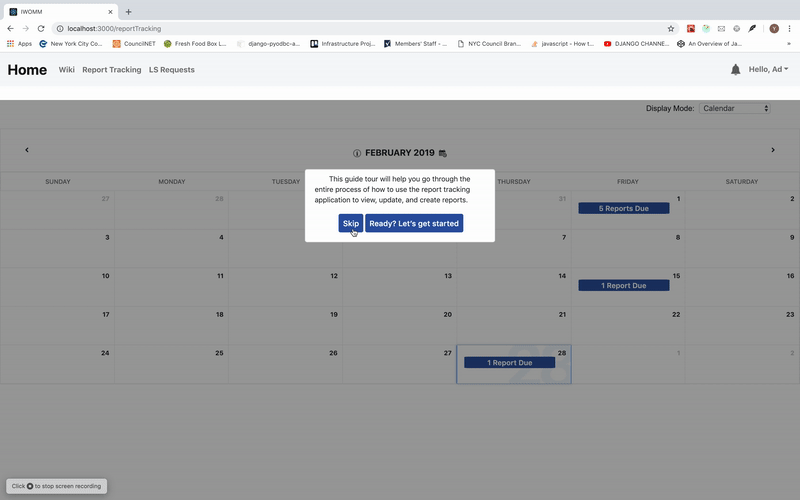 IWOMM
localhost:3000/reportTracking
Y
Apps
New York City Co...
CouncilNET
Fresh Food Box L...
django-pyodbc-a...
Infrastructure Proj...
Members' Staff - ...
NYC Council Bran...
javascript - How t...
DJANGO CHANNE...
An Overview of Ja...
Home
Wiki
Report Tracking
LS Requests
Hello, Ad
Display Mode:
Calendar
FEBRUARY 2019
SUNDAY
MONDAY
TUESDAY
THURSDAY
FRIDAY
SATURDAY
27
28
31
1
2
5 Reports Due
This guide tour will help you go through the
entire process of how to use the report tracking
application to view, update, and create reports.
Skip
Ready? Let's get started
3
4
7
8
9
10
11
12
13
14
15
16
1 Report Due
17
18
19
20
21
22
23
24
25
26
27
28
1
2
1 Report Due
28
Click
to stop screen recording